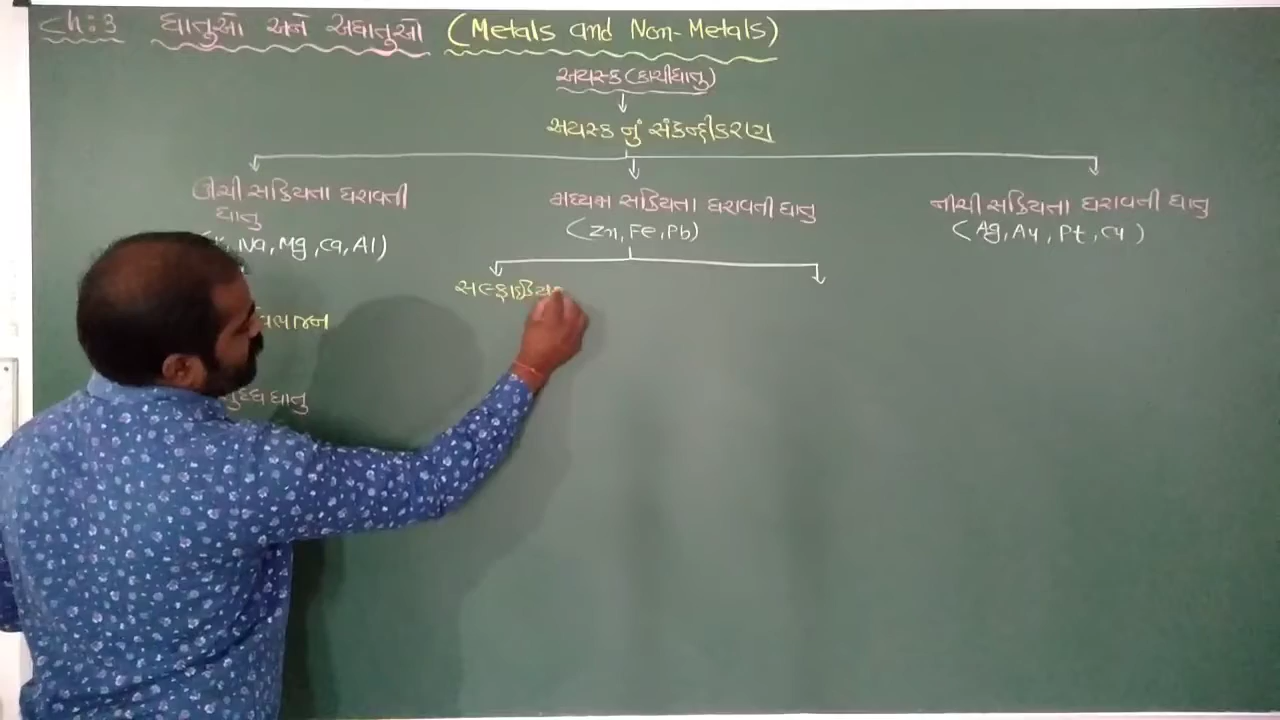 Ch:3 ધાતુઓ અને અધાતુઓ (Metals and Non-Metals)
અયસ્ક (કાચીધાતુ)
અયસ્ક નું સંકેન્દ્રીકરણ
ઊંચી સક્રિયતા ધરાવતી
ધાતુ
Na, Mg, Ca, Al)
મધ્યમ સક્રિયતા ધરાવતી ધાતુ
(Zn, Fe, Pb)
નીચી સક્રિયતા ધરાવતી ધાતુ
(Ag, Au, Pt, Cu)
સલ્ફાઈડયુક